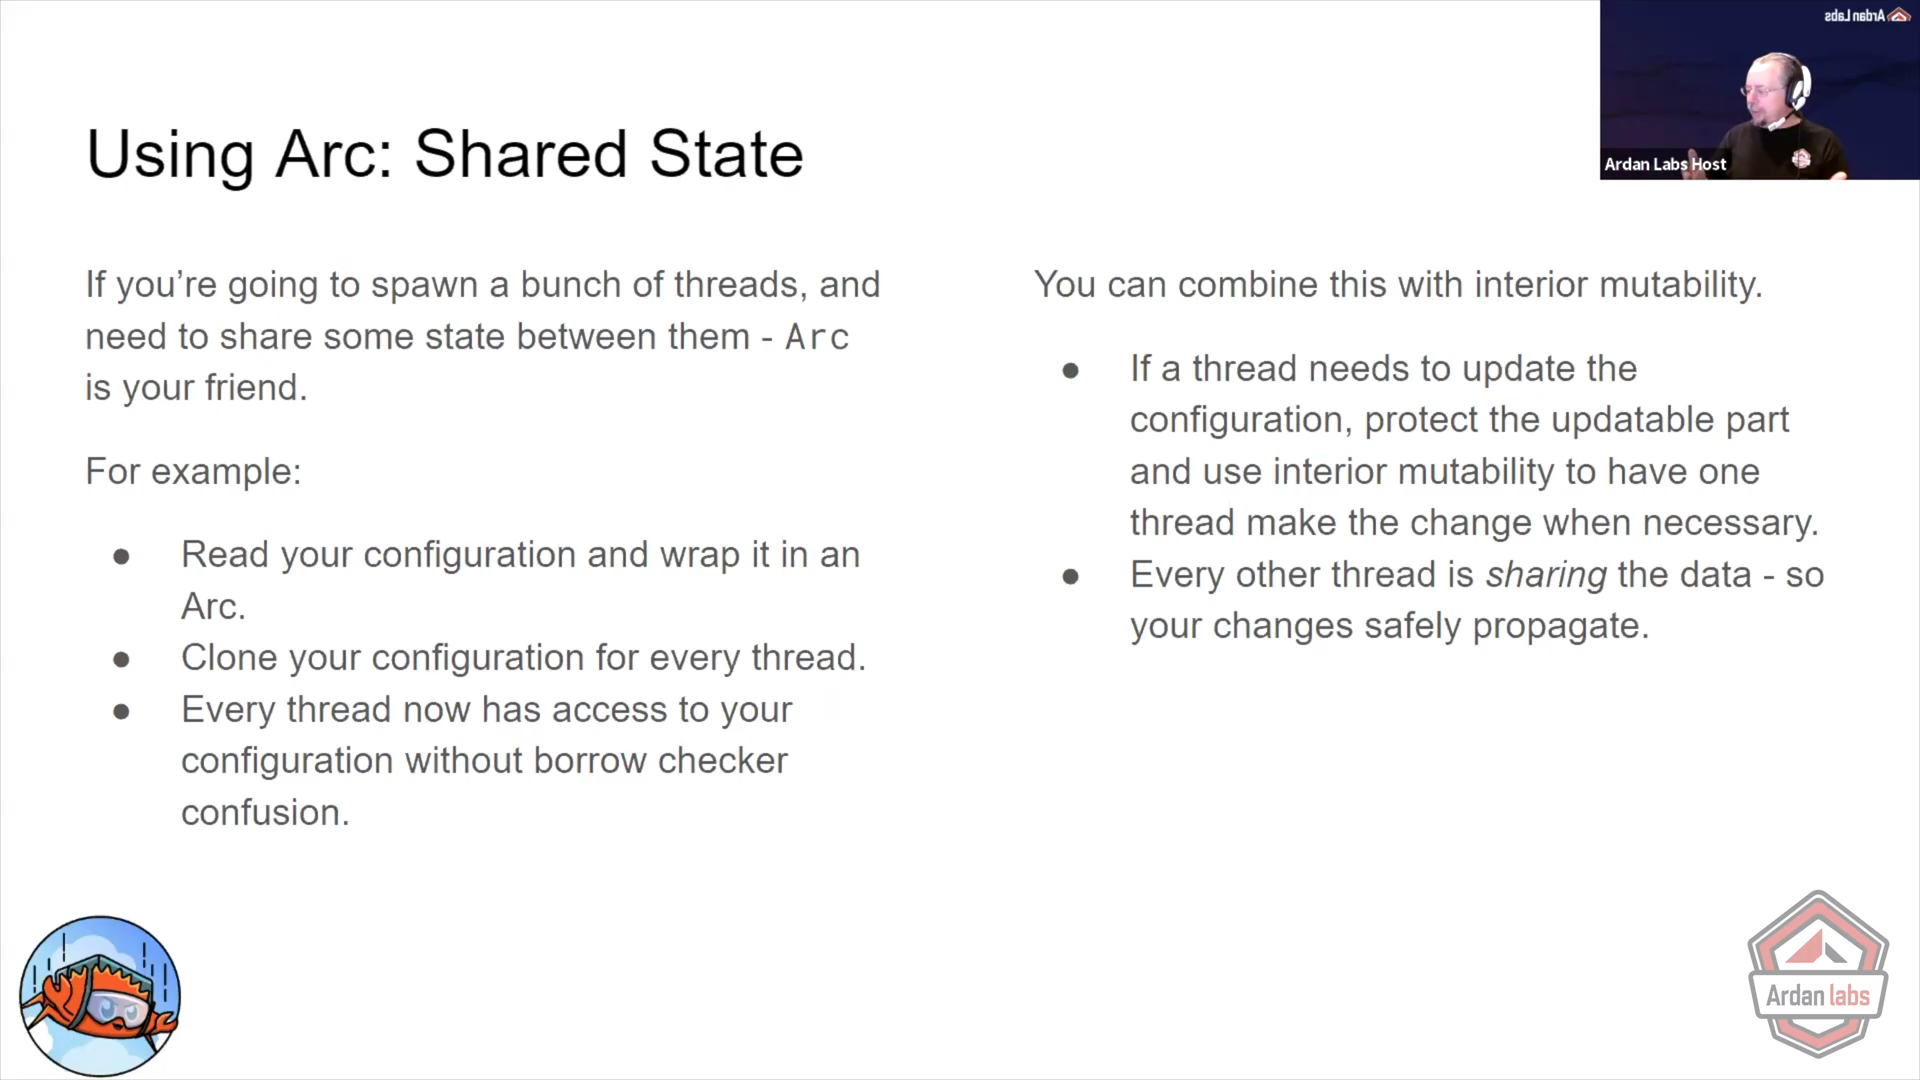 Ardan Labs
Ardan Labs Host
Using Arc: Shared State
If you’re going to spawn a bunch of threads, and
need to share some state between them - Arc
is your friend.
For example:
● Read your configuration and wrap it in an
Arc.
● Clone your configuration for every thread.
● Every thread now has access to your
configuration without borrow checker
confusion.
You can combine this with interior mutability.
● If a thread needs to update the
configuration, protect the updatable part
and use interior mutability to have one
thread make the change when necessary.
● Every other thread is sharing the data - so
your changes safely propagate.
Ardan labs